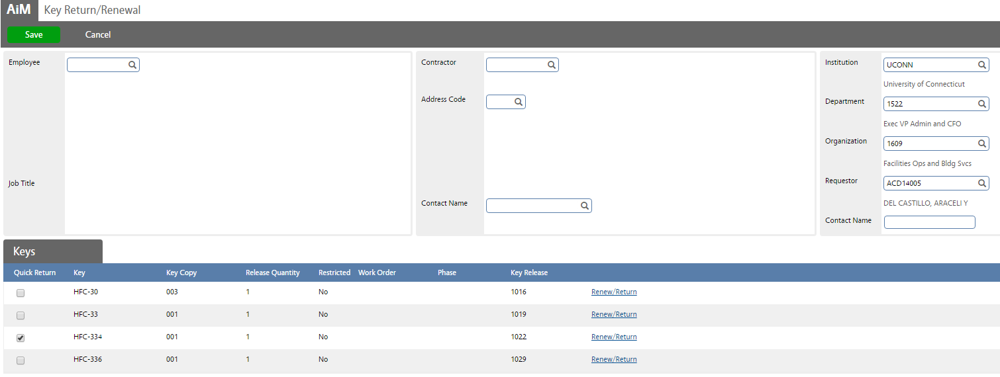 AiM Key Return/Renewal
Save Cancel
Employee
Job Title
Contractor
Address Code
Contact Name
Institution UCONN
University of Connecticut
Department 1522
Exec VP Admin and CFO
Organization 1609
Facilities Ops and Bldg Svcs
Requestor ACD14005
DEL CASTILLO, ARACELI Y
Contact Name
Keys
Quick Return Key Key Copy Release Quantity Restricted Work Order Phase Key Release
HFC-30 003 1 No 1016 Renew/Return
HFC-33 001 1 No 1019 Renew/Return
HFC-334 001 1 No 1022 Renew/Return
HFC-336 001 1 No 1029 Renew/Return